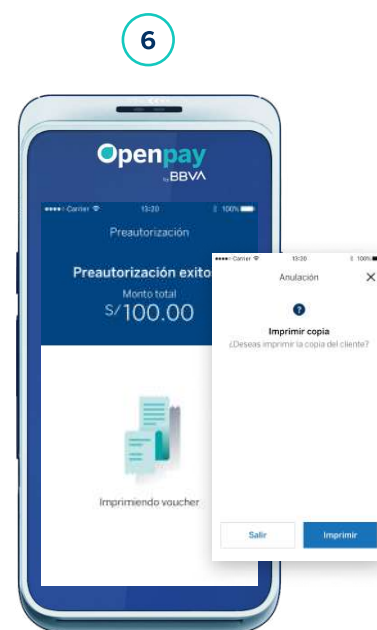 6
Openpay
by BBVA
Carrier 13:20 100%
Preautorización
Preautorización exito
Monto total
S/100.00
Imprimiendo voucher
Carrier 13:20 100%
Anulación
?
Imprimir copia
¿Deseas imprimir la copia del cliente?
Salir
Imprimir